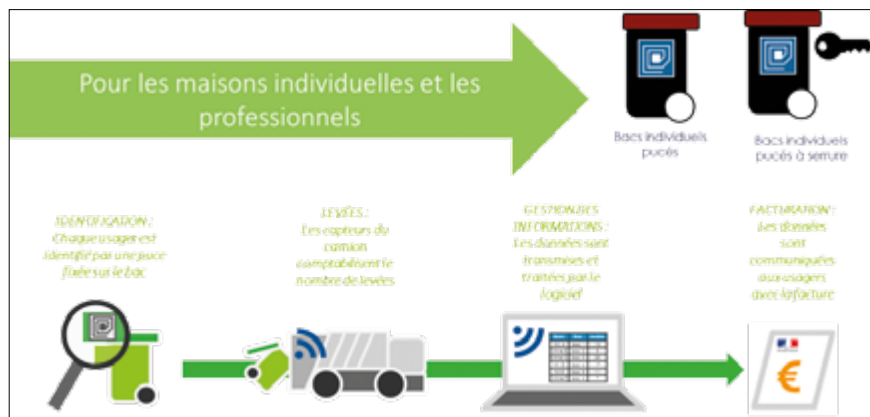 Pour les maisons individuelles et les
professionnels
Bacs individuels
pucés
Bacs individuels
pucés à serrure
IDENTIFICATION :
Chaque usager est
identifié par une puce
fixée sur le bac
LEVÉES :
Les capteurs du
camion
comptabilisent le
nombre de levées
GESTION DES
INFORMATIONS :
Les données sont
transmises et
traitées par le
logiciel
FACTURATION :
Les données
sont
communiquées
aux usagers
avec la facture
€